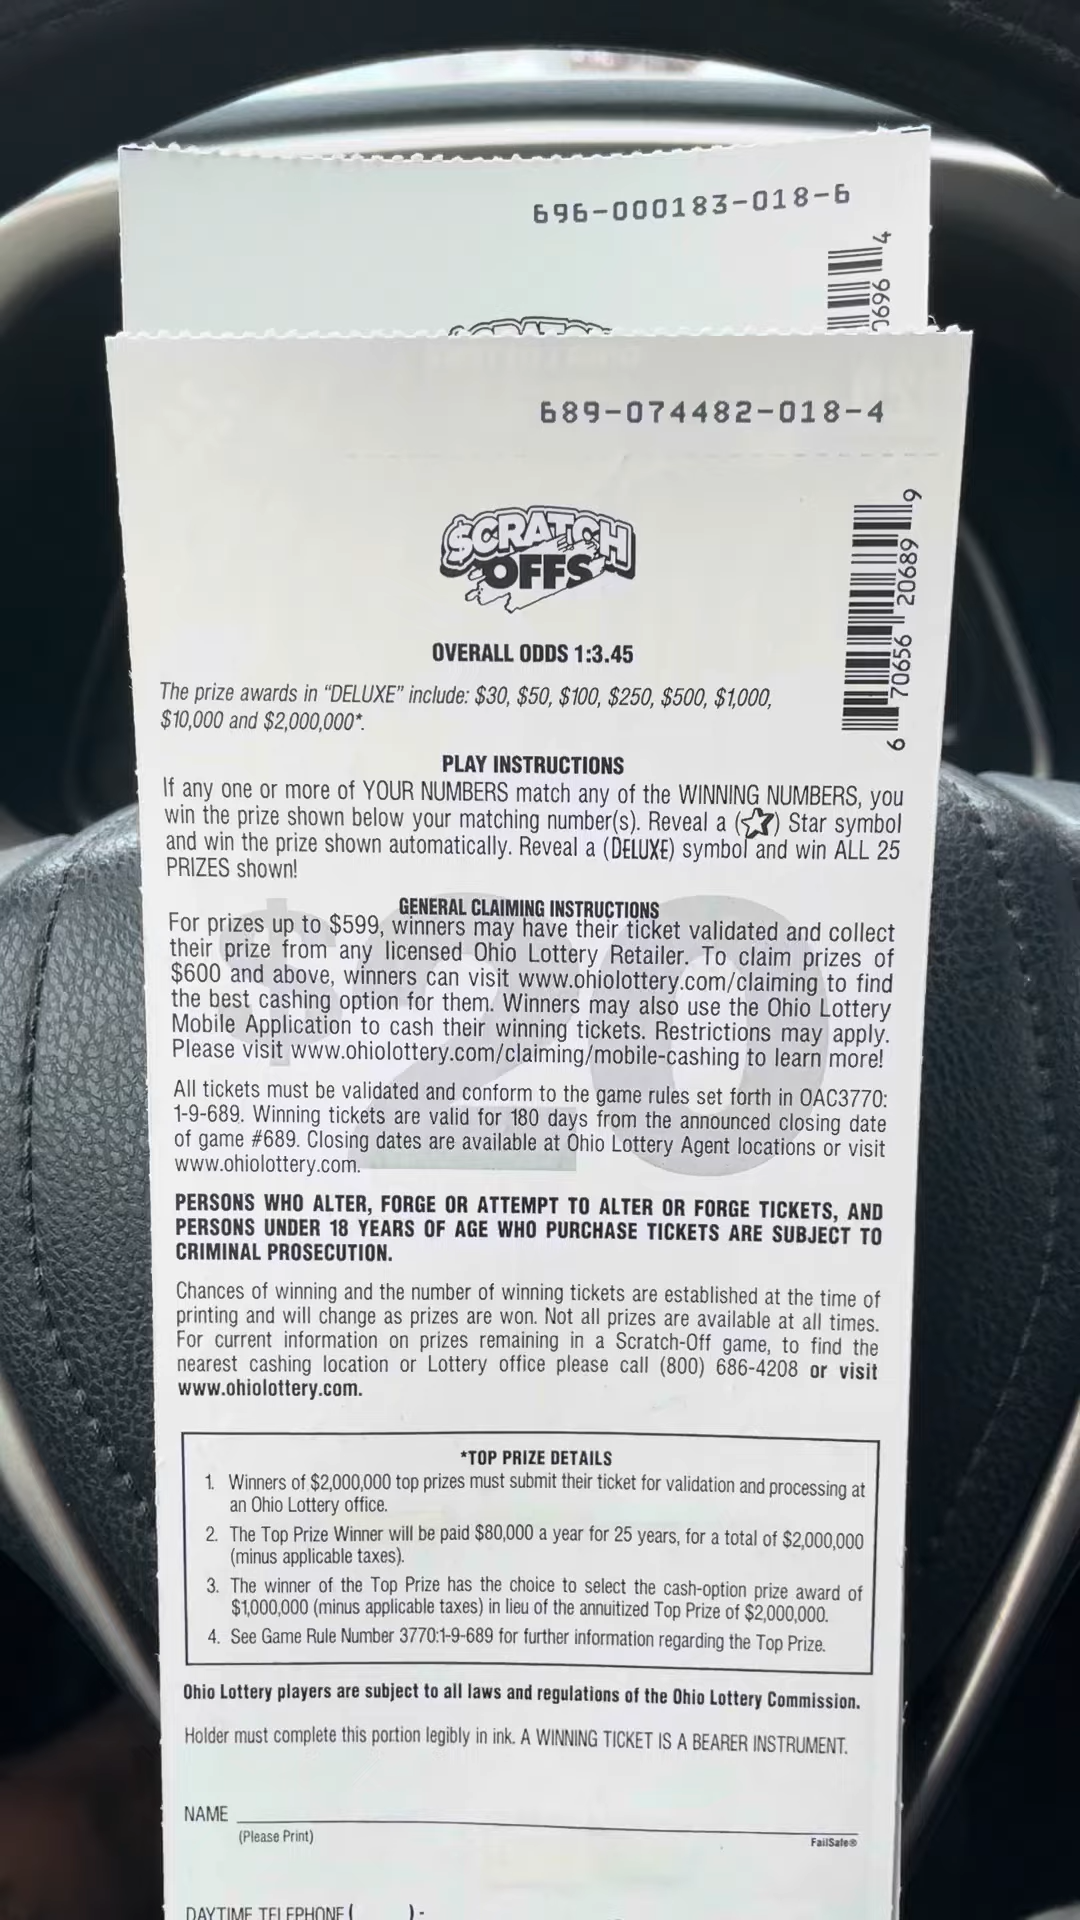 696-000183-018-6
4
0696
SCRATCH
689-074482-018-4
SCRATCH
OFFS
6 70656 20689 9
OVERALL ODDS 1:3.45
The prize awards in “DELUXE” include: $30, $50, $100, $250, $500, $1,000,
$10,000 and $2,000,000*.
PLAY INSTRUCTIONS
If any one or more of YOUR NUMBERS match any of the WINNING NUMBERS, you
win the prize shown below your matching number(s). Reveal a (☆7) Star symbol
and win the prize shown automatically. Reveal a (DELUXE) symbol and win ALL 25
PRIZES shown!
$20
GENERAL CLAIMING INSTRUCTIONS
For prizes up to $599, winners may have their ticket validated and collect
their prize from any licensed Ohio Lottery Retailer. To claim prizes of
$600 and above, winners can visit www.ohiolottery.com/claiming to find
the best cashing option for them. Winners may also use the Ohio Lottery
Mobile Application to cash their winning tickets. Restrictions may apply.
Please visit www.ohiolottery.com/claiming/mobile-cashing to learn more!
All tickets must be validated and conform to the game rules set forth in OAC3770:
1-9-689. Winning tickets are valid for 180 days from the announced closing date
of game #689. Closing dates are available at Ohio Lottery Agent locations or visit
www.ohiolottery.com.
PERSONS WHO ALTER, FORGE OR ATTEMPT TO ALTER OR FORGE TICKETS, AND
PERSONS UNDER 18 YEARS OF AGE WHO PURCHASE TICKETS ARE SUBJECT TO
CRIMINAL PROSECUTION.
Chances of winning and the number of winning tickets are established at the time of
printing and will change as prizes are won. Not all prizes are available at all times.
For current information on prizes remaining in a Scratch-Off game, to find the
nearest cashing location or Lottery office please call (800) 686-4208 or visit
www.ohiolottery.com.
*TOP PRIZE DETAILS
1. Winners of $2,000,000 top prizes must submit their ticket for validation and processing at
an Ohio Lottery office.
2. The Top Prize Winner will be paid $80,000 a year for 25 years, for a total of $2,000,000
(minus applicable taxes).
3. The winner of the Top Prize has the choice to select the cash-option prize award of
$1,000,000 (minus applicable taxes) in lieu of the annuitized Top Prize of $2,000,000.
4. See Game Rule Number 3770:1-9-689 for further information regarding the Top Prize.
Ohio Lottery players are subject to all laws and regulations of the Ohio Lottery Commission.
Holder must complete this portion legibly in ink. A WINNING TICKET IS A BEARER INSTRUMENT.
NAME
(Please Print)
FailSafe®
DAYTIME TELEPHONE ( ) -